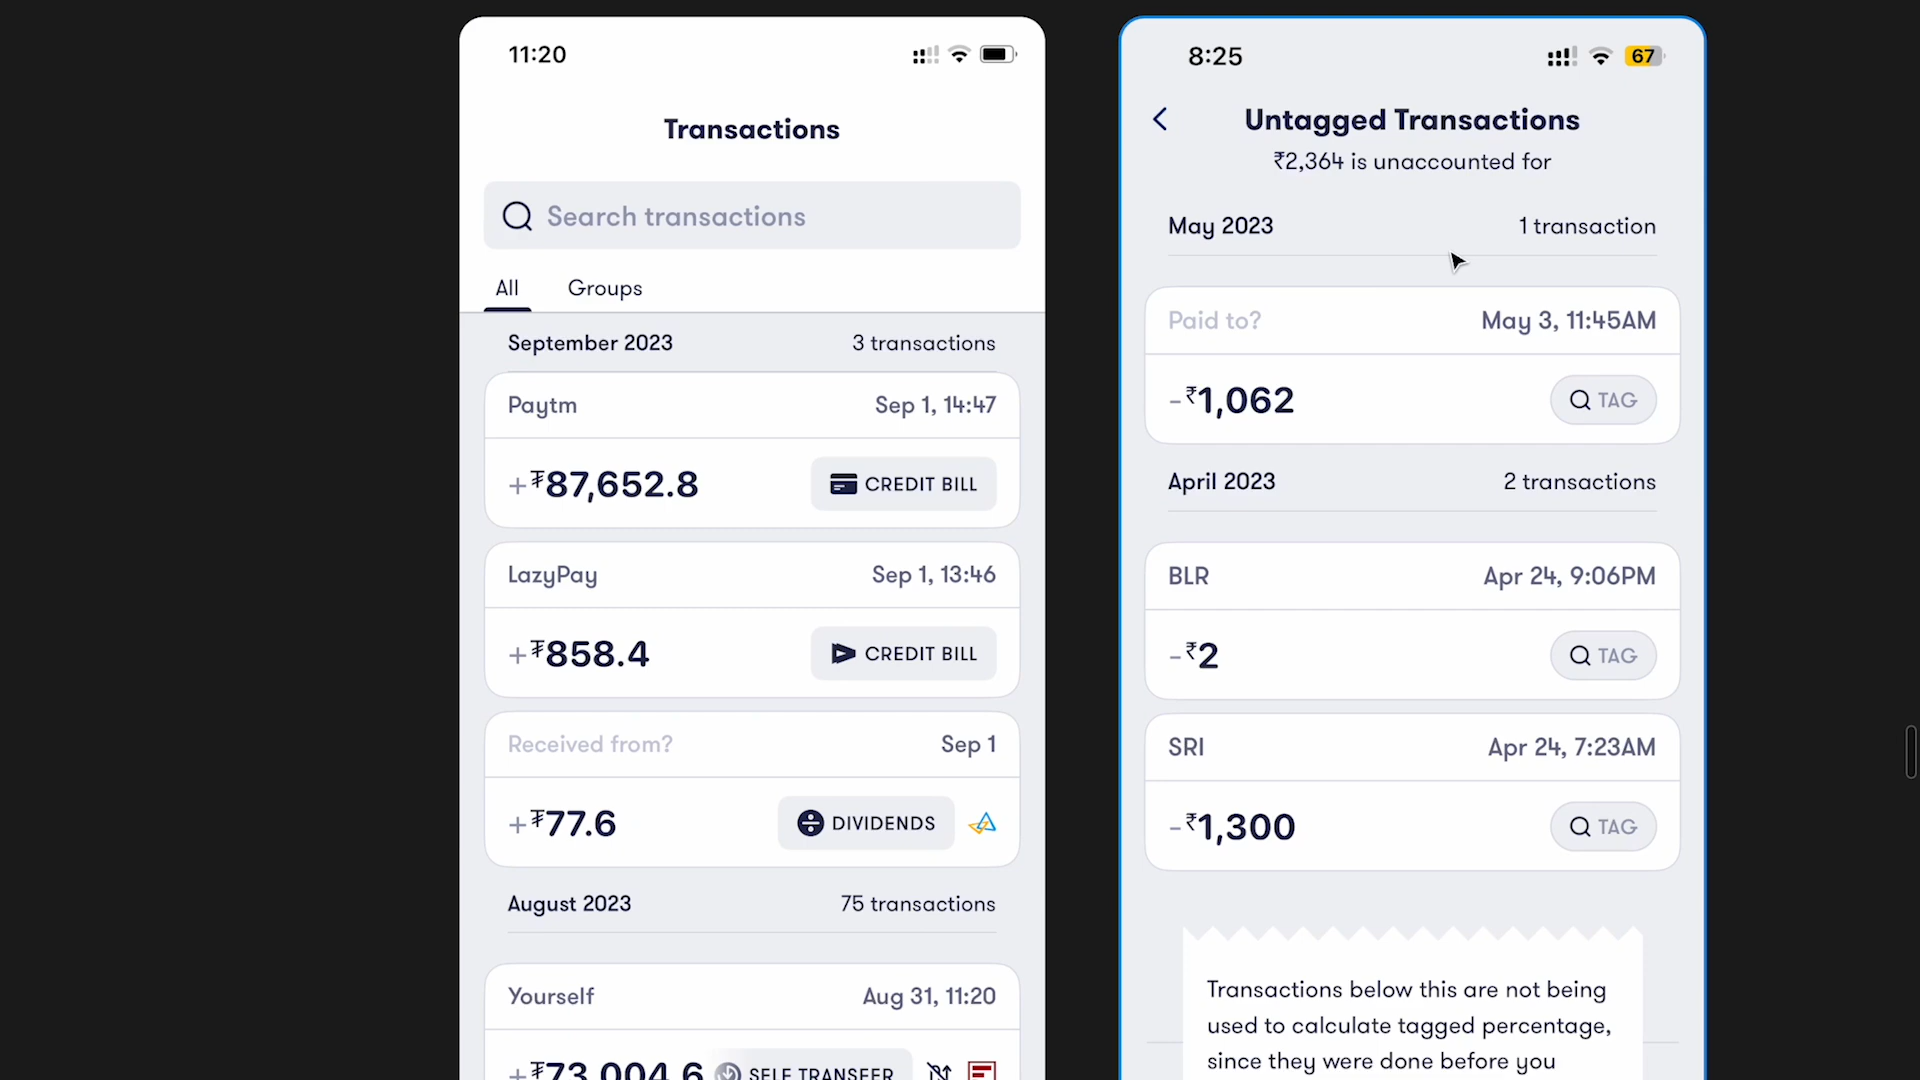 11:20
Transactions
Search transactions
All Groups
September 2023 3 transactions
Paytm Sep 1, 14:47
+₮87,652.8 CREDIT BILL
LazyPay Sep 1, 13:46
+₮858.4 CREDIT BILL
Received from? Sep 1
+₮77.6 DIVIDENDS
August 2023 75 transactions
Yourself Aug 31, 11:20
+₮73,004.6 SELF TRANSFER
8:25 67
Untagged Transactions
₹2,364 is unaccounted for
May 2023 1 transaction
Paid to? May 3, 11:45AM
-₹1,062 TAG
April 2023 2 transactions
BLR Apr 24, 9:06PM
-₹2 TAG
SRI Apr 24, 7:23AM
-₹1,300 TAG
Transactions below this are not being
used to calculate tagged percentage,
since they were done before you